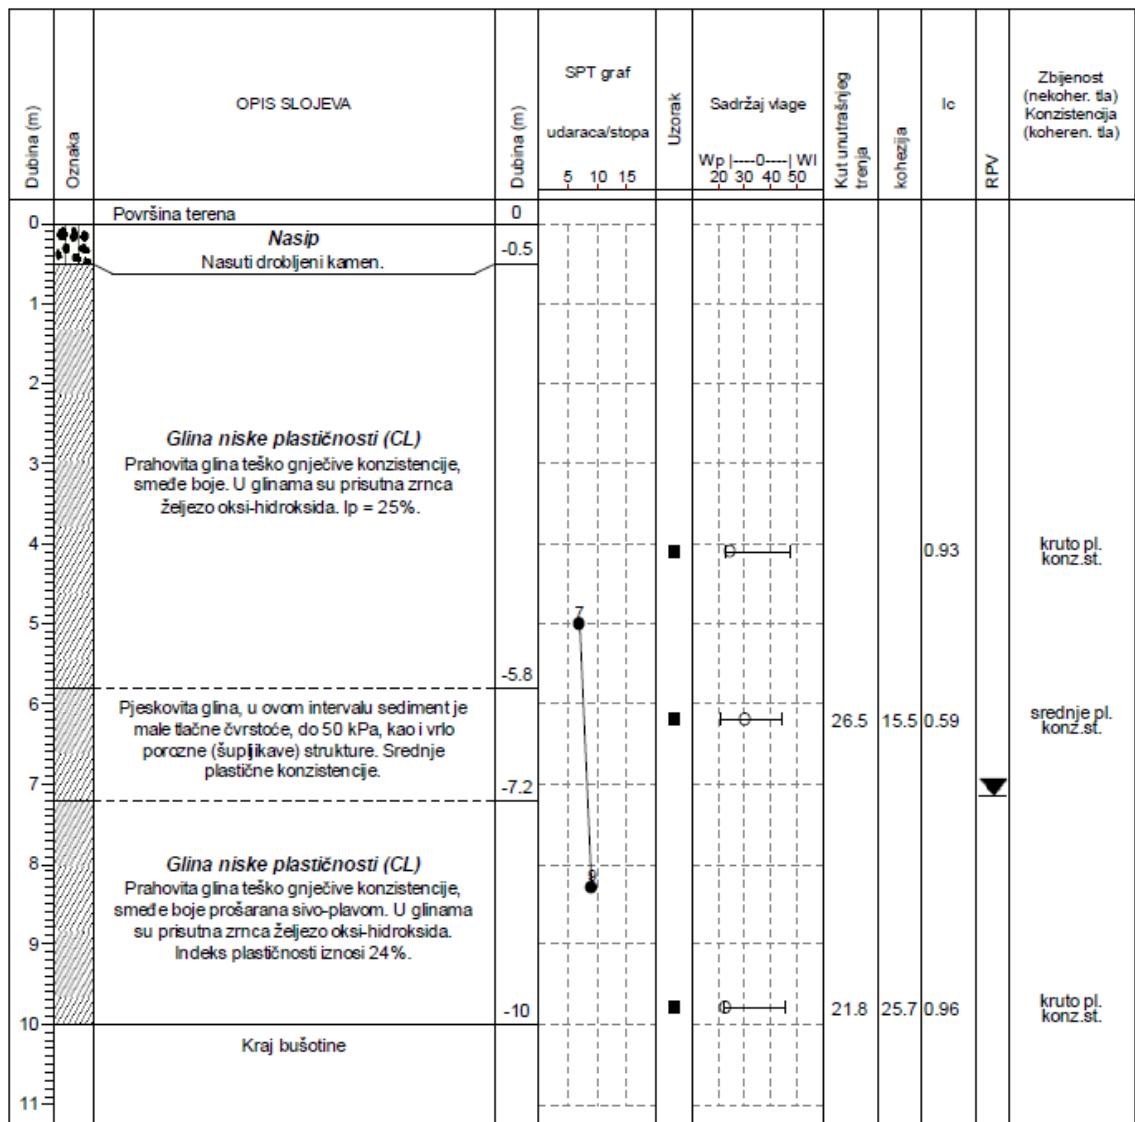 Dubina (m)
Oznaka
OPIS SLOJEVA
Dubina (m)
SPT graf
udaraca/stopa
5 10 15
Uzorak
Sadržaj vlage
Wp |----0----| Wl
20 30 40 50
Kut unutrašnjeg
trenja
kohezija
Ic
RPV
Zbijenost
(nekoher. tla)
Konzistencija
(koheren. tla)
Površina terena
0
0
Nasip
-0.5
Nasuti drobljeni kamen.
1
2
Glina niske plastičnosti (CL)
3
Prahovita glina teško gnječive konzistencije,
smeđe boje. U glinama su prisutna zrnca
željezo oksi-hidroksida. Ip = 25%.
4
0.93
kruto pl.
konz.st.
5
7
-5.8
6
Pjeskovita glina, u ovom intervalu sediment je
male tlačne čvrstoće, do 50 kPa, kao i vrlo
porozne (šupljikave) strukture. Srednje
plastične konzistencije.
26.5
15.5
0.59
srednje pl.
konz.st.
7
-7.2
8
Glina niske plastičnosti (CL)
9
Prahovita glina teško gnječive konzistencije,
smeđe boje prošarana sivo-plavom. U glinama
su prisutna zrnca željezo oksi-hidroksida.
Indeks plastičnosti iznosi 24%.
9
-10
21.8
25.7
0.96
kruto pl.
konz.st.
10
Kraj bušotine
11